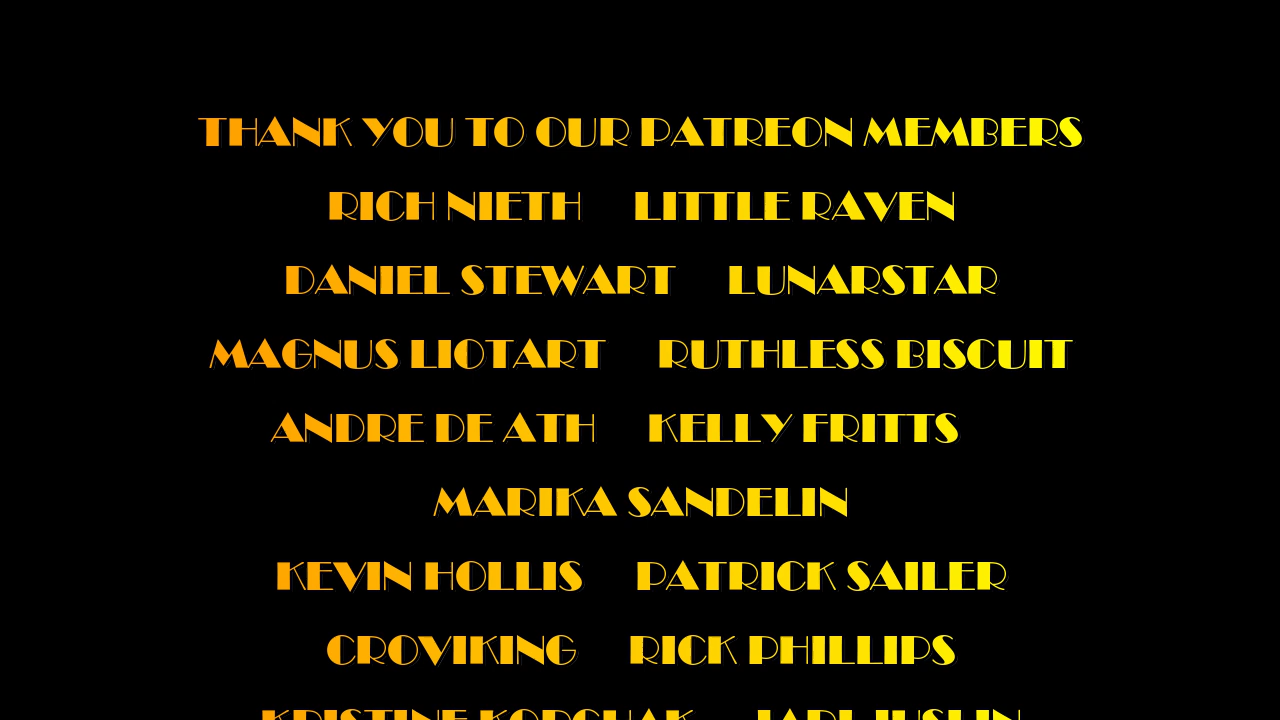 THANK YOU TO OUR PATREON MEMBERS
RICH NIETH LITTLE RAVEN
DANIEL STEWART LUNARSTAR
MAGNUS LIOTART RUTHLESS BISCUIT
ANDRE DE ATH KELLY FRITTS
MARIKA SANDELIN
KEVIN HOLLIS PATRICK SAILER
CROVIKING RICK PHILLIPS